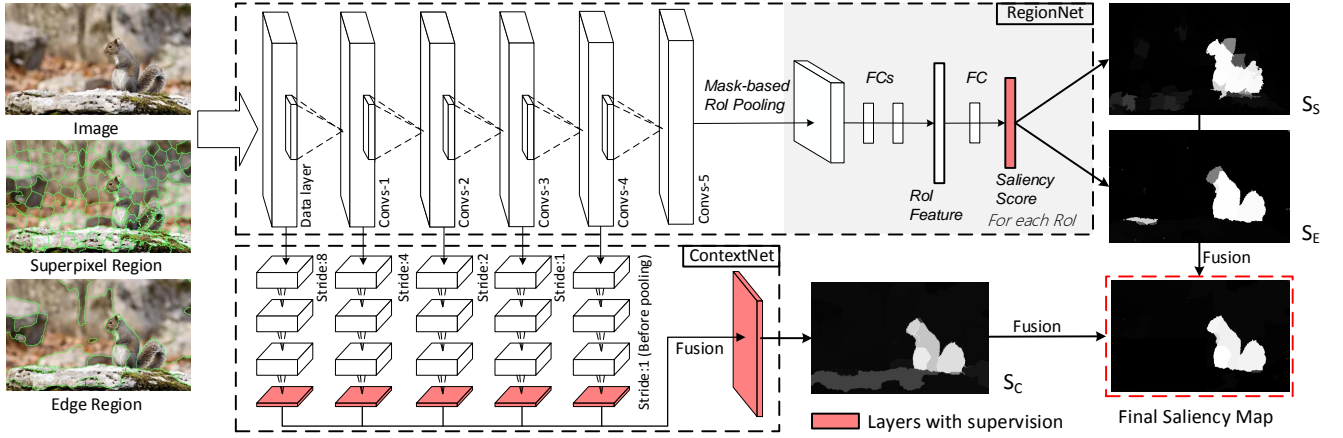 Image
Superpixel Region
Edge Region
RegionNet
Data layer
Convs-1
Convs-2
Convs-3
Convs-4
Convs-5
Mask-based
RoI Pooling
FCs
RoI
Feature
FC
Saliency
Score
For each RoI
S_S
S_E
Fusion
ContextNet
Stride:8
Stride:4
Stride:2
Stride:1
Stride:1 (Before pooling)
Fusion
S_C
Fusion
Layers with supervision
Final Saliency Map